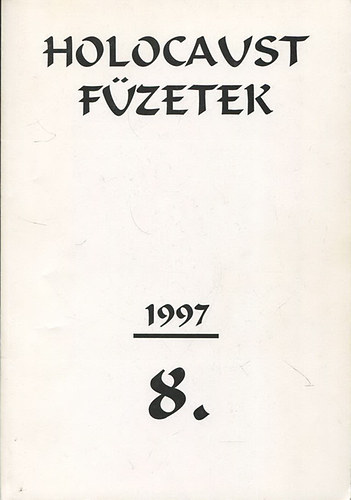 HOLOCAUST
FÜZETEK
1997
8.